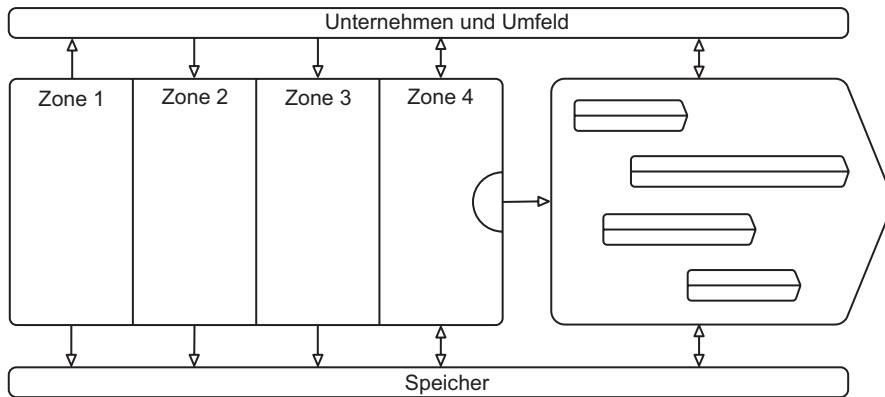 Unternehmen und Umfeld
Zone 1
Zone 2
Zone 3
Zone 4
Speicher